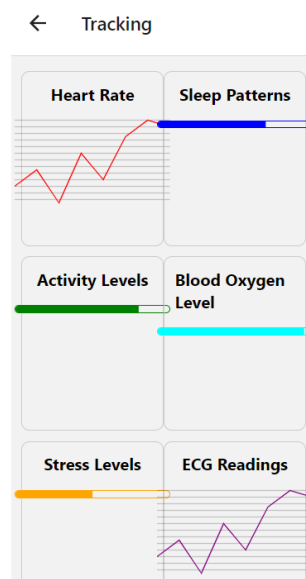 Tracking
Heart Rate
Sleep Patterns
Activity Levels
Blood Oxygen
Level
Stress Levels
ECG Readings